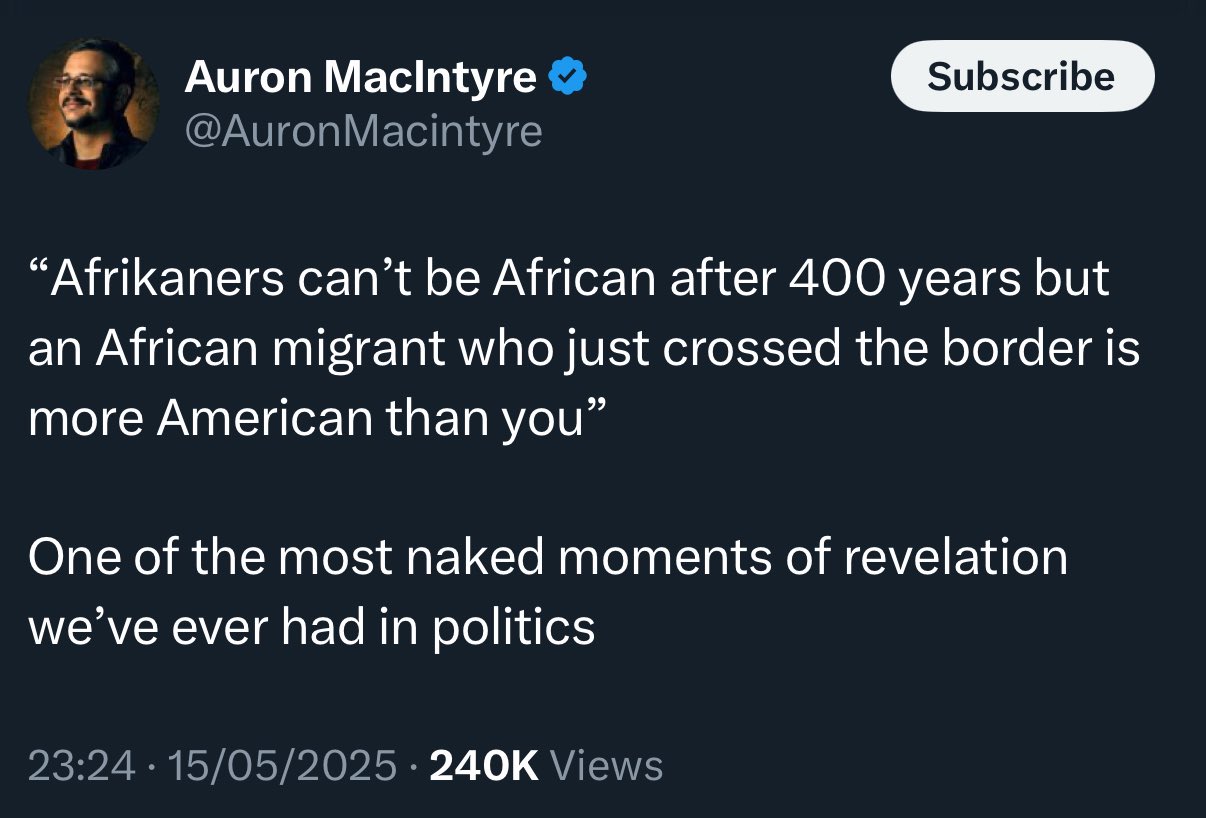 Auron MacIntyre
Subscribe
@AuronMacintyre
“Afrikaners can’t be African after 400 years but
an African migrant who just crossed the border is
more American than you”
One of the most naked moments of revelation
we’ve ever had in politics
23:24 · 15/05/2025 · 240K Views